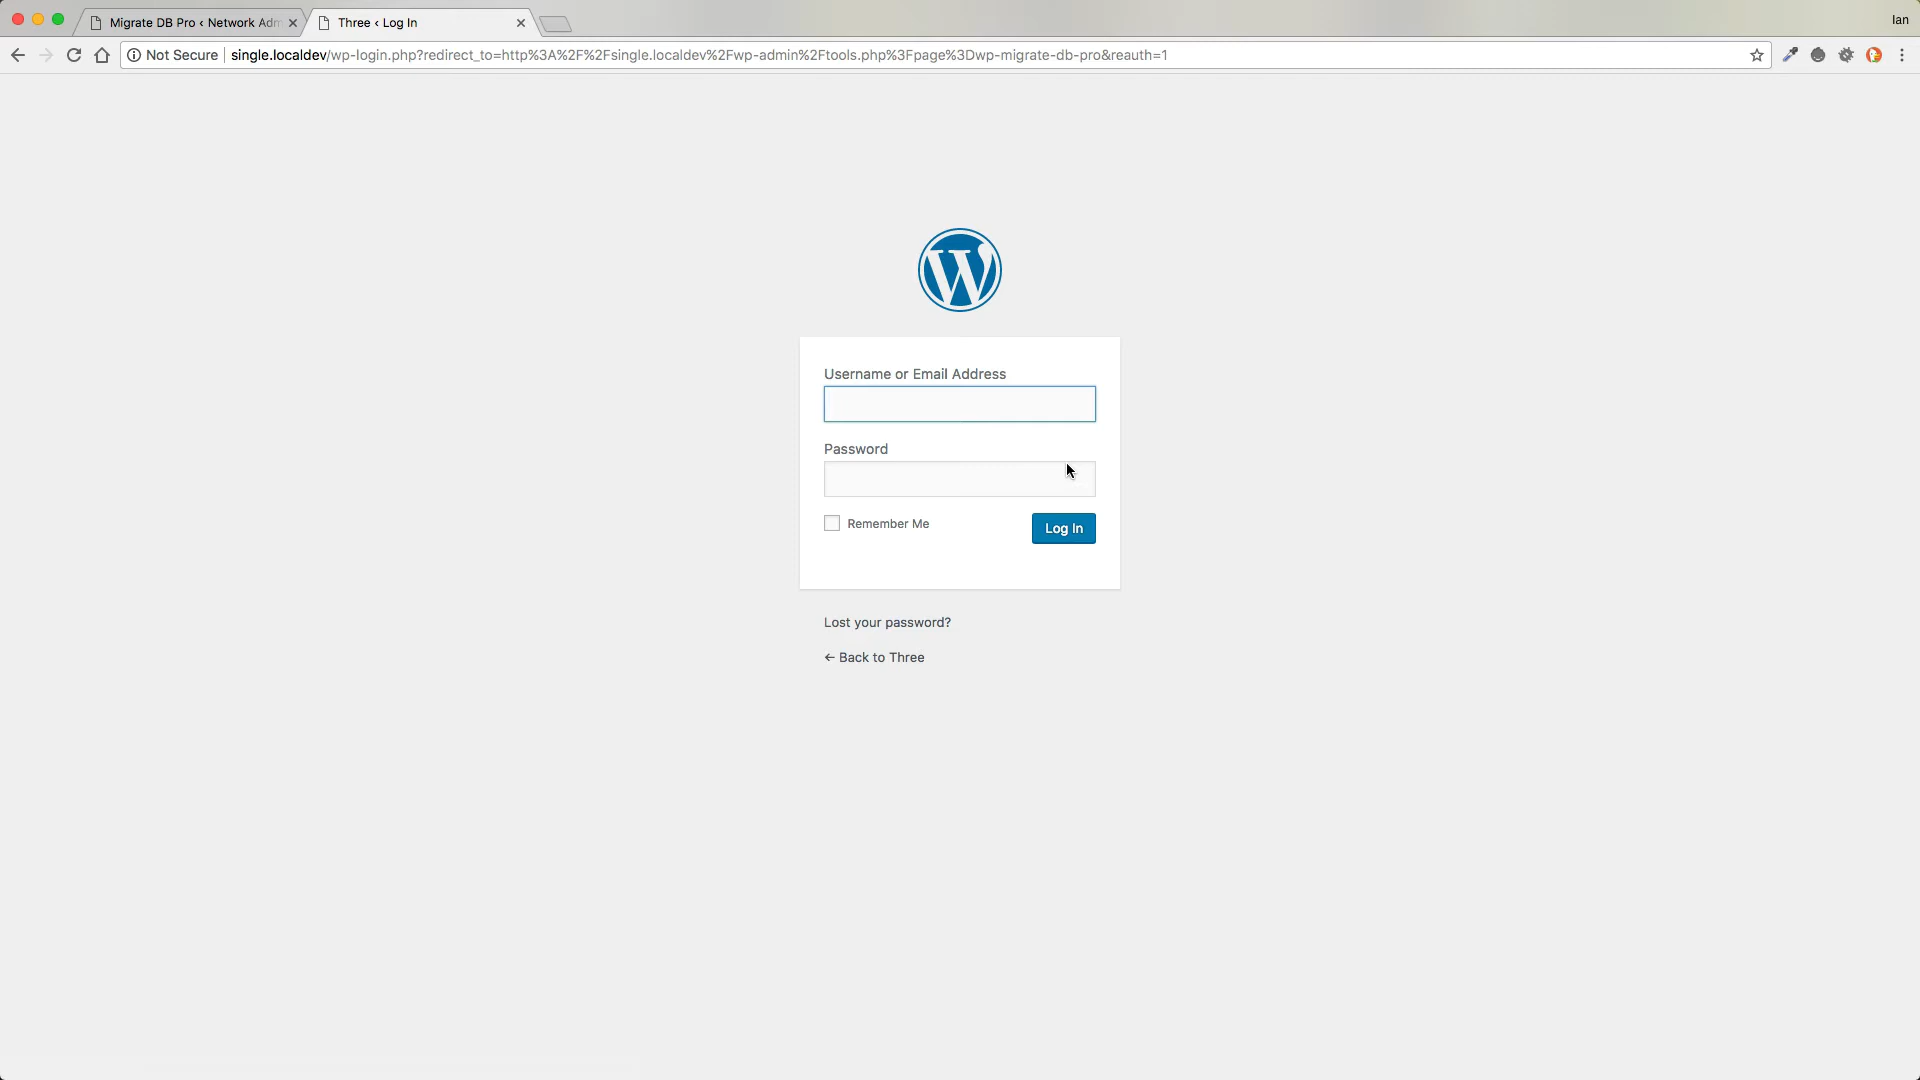 Migrate DB Pro ‹ Network Adm
Three ‹ Log In
Ian
Not Secure
single.localdev/wp-login.php?redirect_to=http%3A%2F%2Fsingle.localdev%2Fwp-admin%2Ftools.php%3Fpage%3Dwp-migrate-db-pro&reauth=1
Username or Email Address
Password
Remember Me
Log In
Lost your password?
← Back to Three